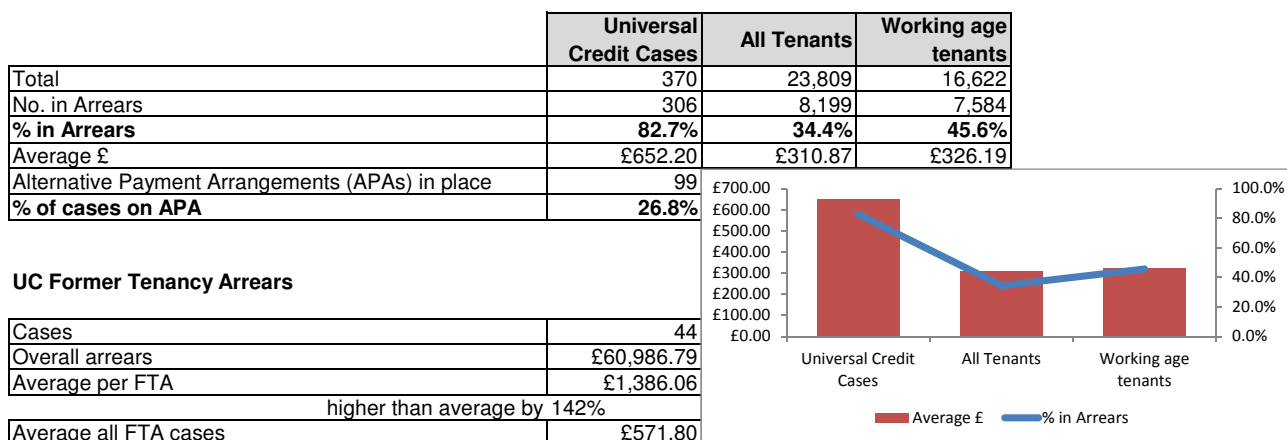 Universal Credit Cases All Tenants Working age tenants
Total 370 23,809 16,622
No. in Arrears 306 8,199 7,584
% in Arrears 82.7% 34.4% 45.6%
Average £ £652.20 £310.87 £326.19
Alternative Payment Arrangements (APAs) in place 99
% of cases on APA 26.8%
UC Former Tenancy Arrears
Cases 44
Overall arrears £60,986.79
Average per FTA £1,386.06
higher than average by 142%
Average all FTA cases £571.80
£700.00 100.0%
£600.00 80.0%
£500.00
£400.00 60.0%
£300.00 40.0%
£200.00 20.0%
£100.00
£0.00 0.0%
Universal Credit Cases All Tenants Working age tenants
Average £ % in Arrears